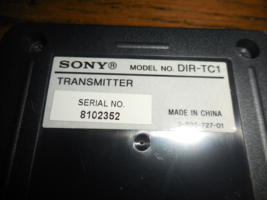 SONY® MODEL NO. DIR-TC1
TRANSMITTER
SERIAL NO.
8102352
MADE IN CHINA